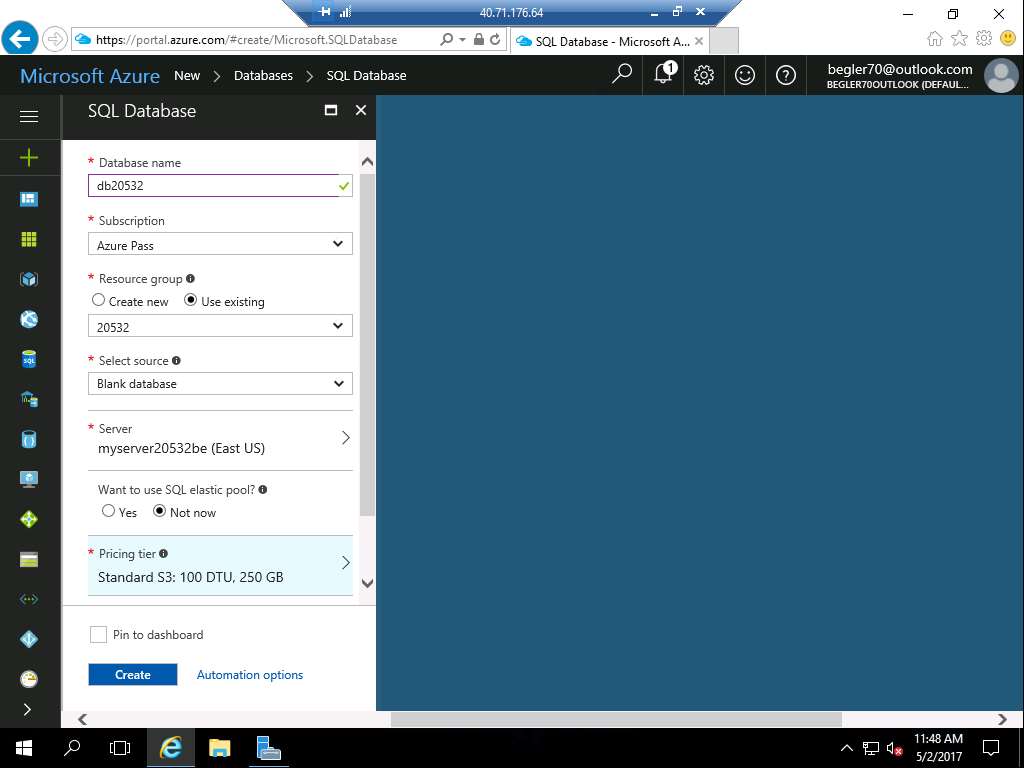 40.71.176.64
https://portal.azure.com/#create/Microsoft.SQLDatabase
SQL Database - Microsoft A...
Microsoft Azure New > Databases > SQL Database
1
begler70@outlook.com
BEGLER70OUTLOOK (DEFAUL...
SQL Database
* Database name
db20532
* Subscription
Azure Pass
* Resource group
Create new Use existing
20532
* Select source
Blank database
* Server
myserver20532be (East US)
Want to use SQL elastic pool?
Yes Not now
* Pricing tier
Standard S3: 100 DTU, 250 GB
Pin to dashboard
Create Automation options
SQL
11:48 AM
5/2/2017